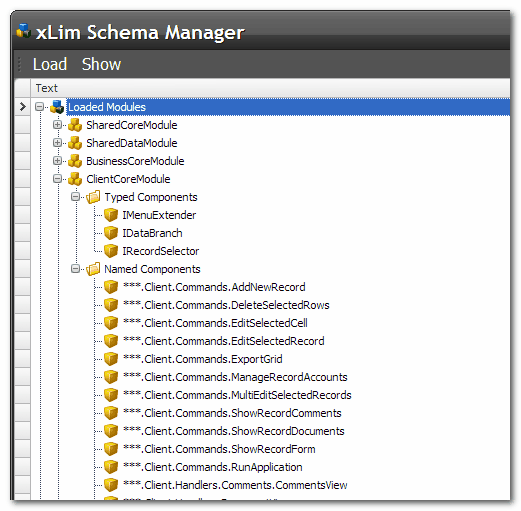 xLim Schema Manager
Load Show
Text
Loaded Modules
SharedCoreModule
SharedDataModule
BusinessCoreModule
ClientCoreModule
Typed Components
IMenuExtender
IDataBranch
IRecordSelector
Named Components
***.Client.Commands.AddNewRecord
***.Client.Commands.DeleteSelectedRows
***.Client.Commands.EditSelectedCell
***.Client.Commands.EditSelectedRecord
***.Client.Commands.ExportGrid
***.Client.Commands.ManageRecordAccounts
***.Client.Commands.MultiEditSelectedRecords
***.Client.Commands.ShowRecordComments
***.Client.Commands.ShowRecordDocuments
***.Client.Commands.ShowRecordForm
***.Client.Commands.RunApplication
***.Client.Handlers.Comments.CommentsView